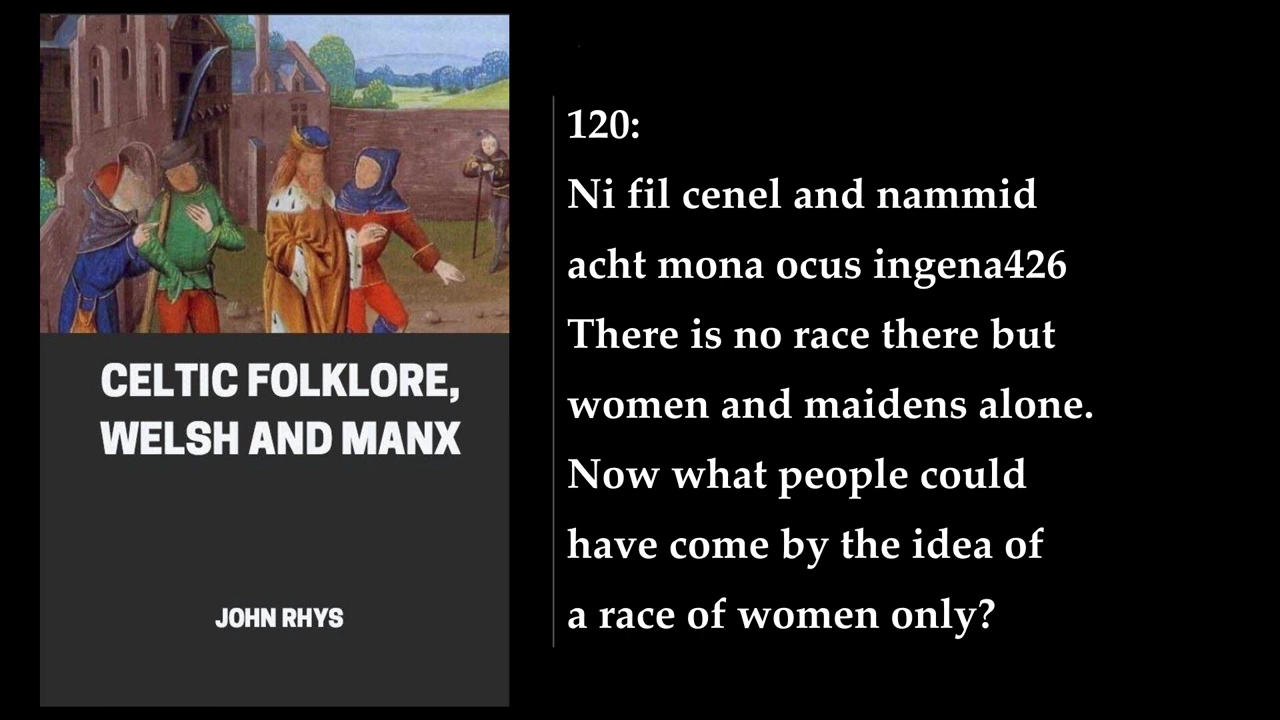 CELTIC FOLKLORE,
WELSH AND MANX
JOHN RHYS
120:
Ni fil cenel and nammid
acht mona ocus ingena426
There is no race there but
women and maidens alone.
Now what people could
have come by the idea of
a race of women only?